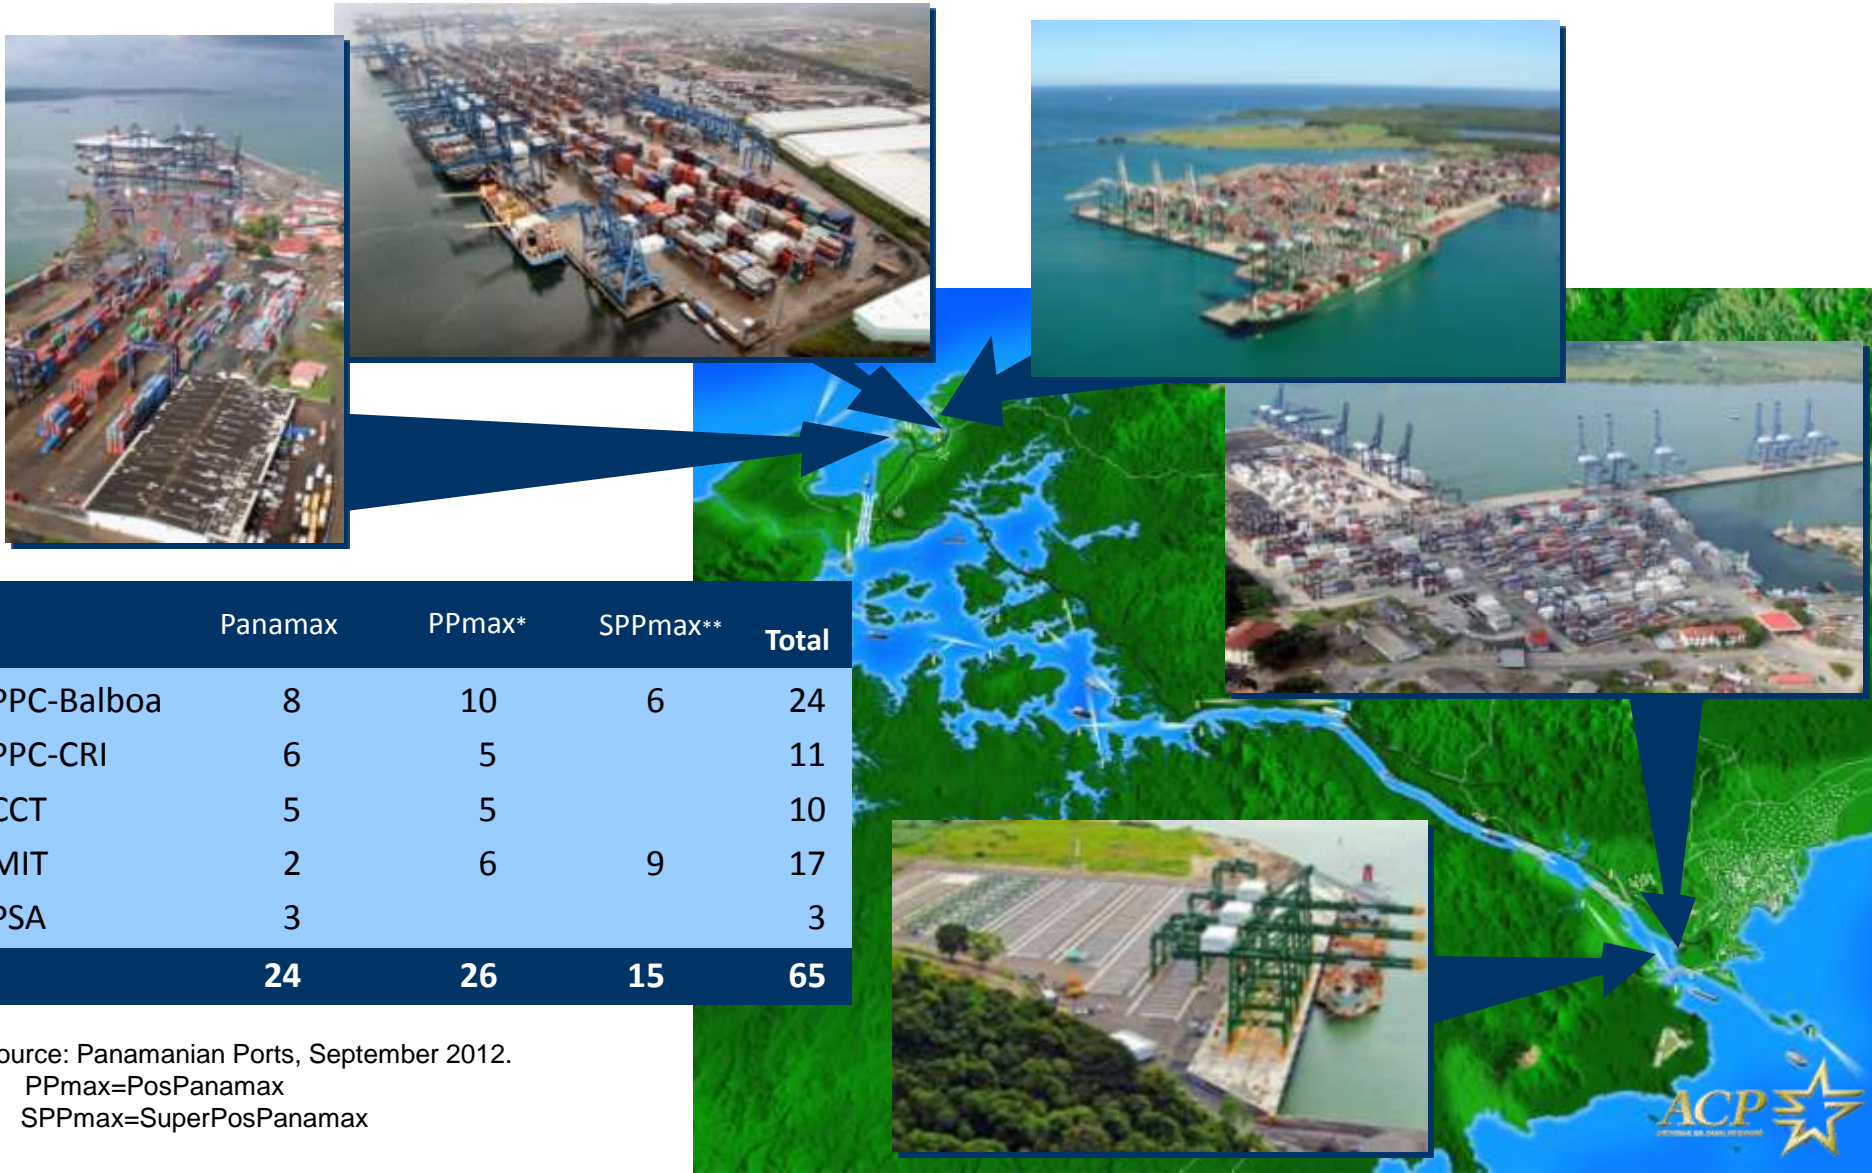 Panamax PPmax* SPPmax** Total
PPC-Balboa 8 10 6 24
PPC-CRI 6 5 11
CCT 5 5 10
MIT 2 6 9 17
PSA 3 3
24 26 15 65
ource: Panamanian Ports, September 2012.
PPmax=PosPanamax
SPPmax=SuperPosPanamax
ACP